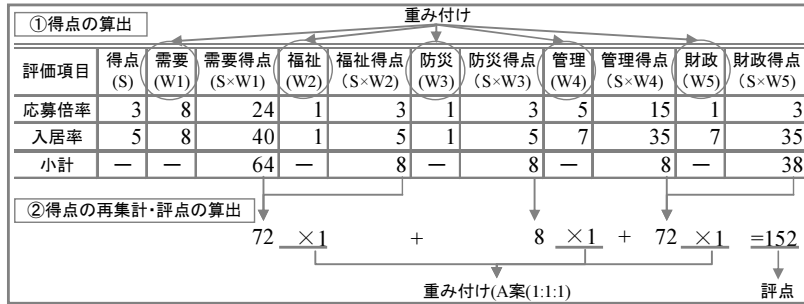 重み付け
①得点の算出
評価項目 得点(S) 需要(W1) 需要得点(S×W1) 福祉(W2) 福祉得点(S×W2) 防災(W3) 防災得点(S×W3) 管理(W4) 管理得点(S×W4) 財政(W5) 財政得点(S×W5)
応募倍率 3 8 24 1 3 1 3 5 15 1 3
入居率 5 8 40 1 5 1 5 7 35 7 35
小計 ― ― 64 ― 8 ― 8 ― 8 ― 38
②得点の再集計・評点の算出
72 ×1 + 8 ×1 + 72 ×1 =152
重み付け(A案(1:1:1) 評点